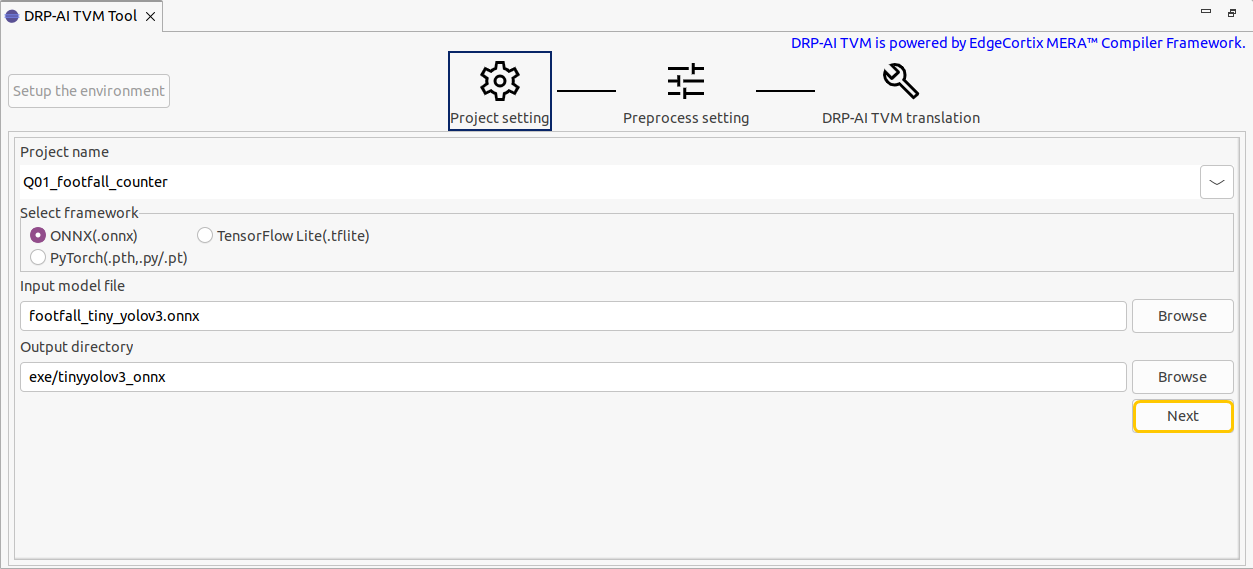 DRP-AI TVM Tool
DRP-AI TVM is powered by EdgeCortix MERA™ Compiler Framework.
Setup the environment
Project setting
Preprocess setting
DRP-AI TVM translation
Project name
Q01_footfall_counter
Select framework
ONNX(.onnx)
TensorFlow Lite(.tflite)
PyTorch(.pth,.py/.pt)
Input model file
footfall_tiny_yolov3.onnx
Browse
Output directory
exe/tinyyolov3_onnx
Browse
Next